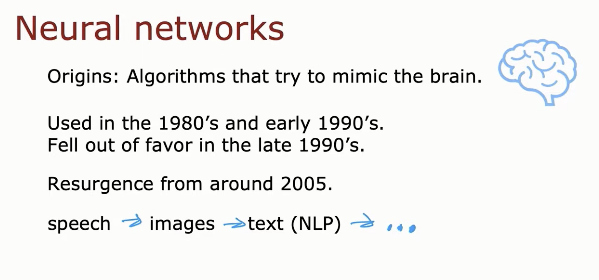 Neural networks
Origins: Algorithms that try to mimic the brain.
Used in the 1980's and early 1990's.
Fell out of favor in the late 1990's.
Resurgence from around 2005.
speech → images → text (NLP) → ...